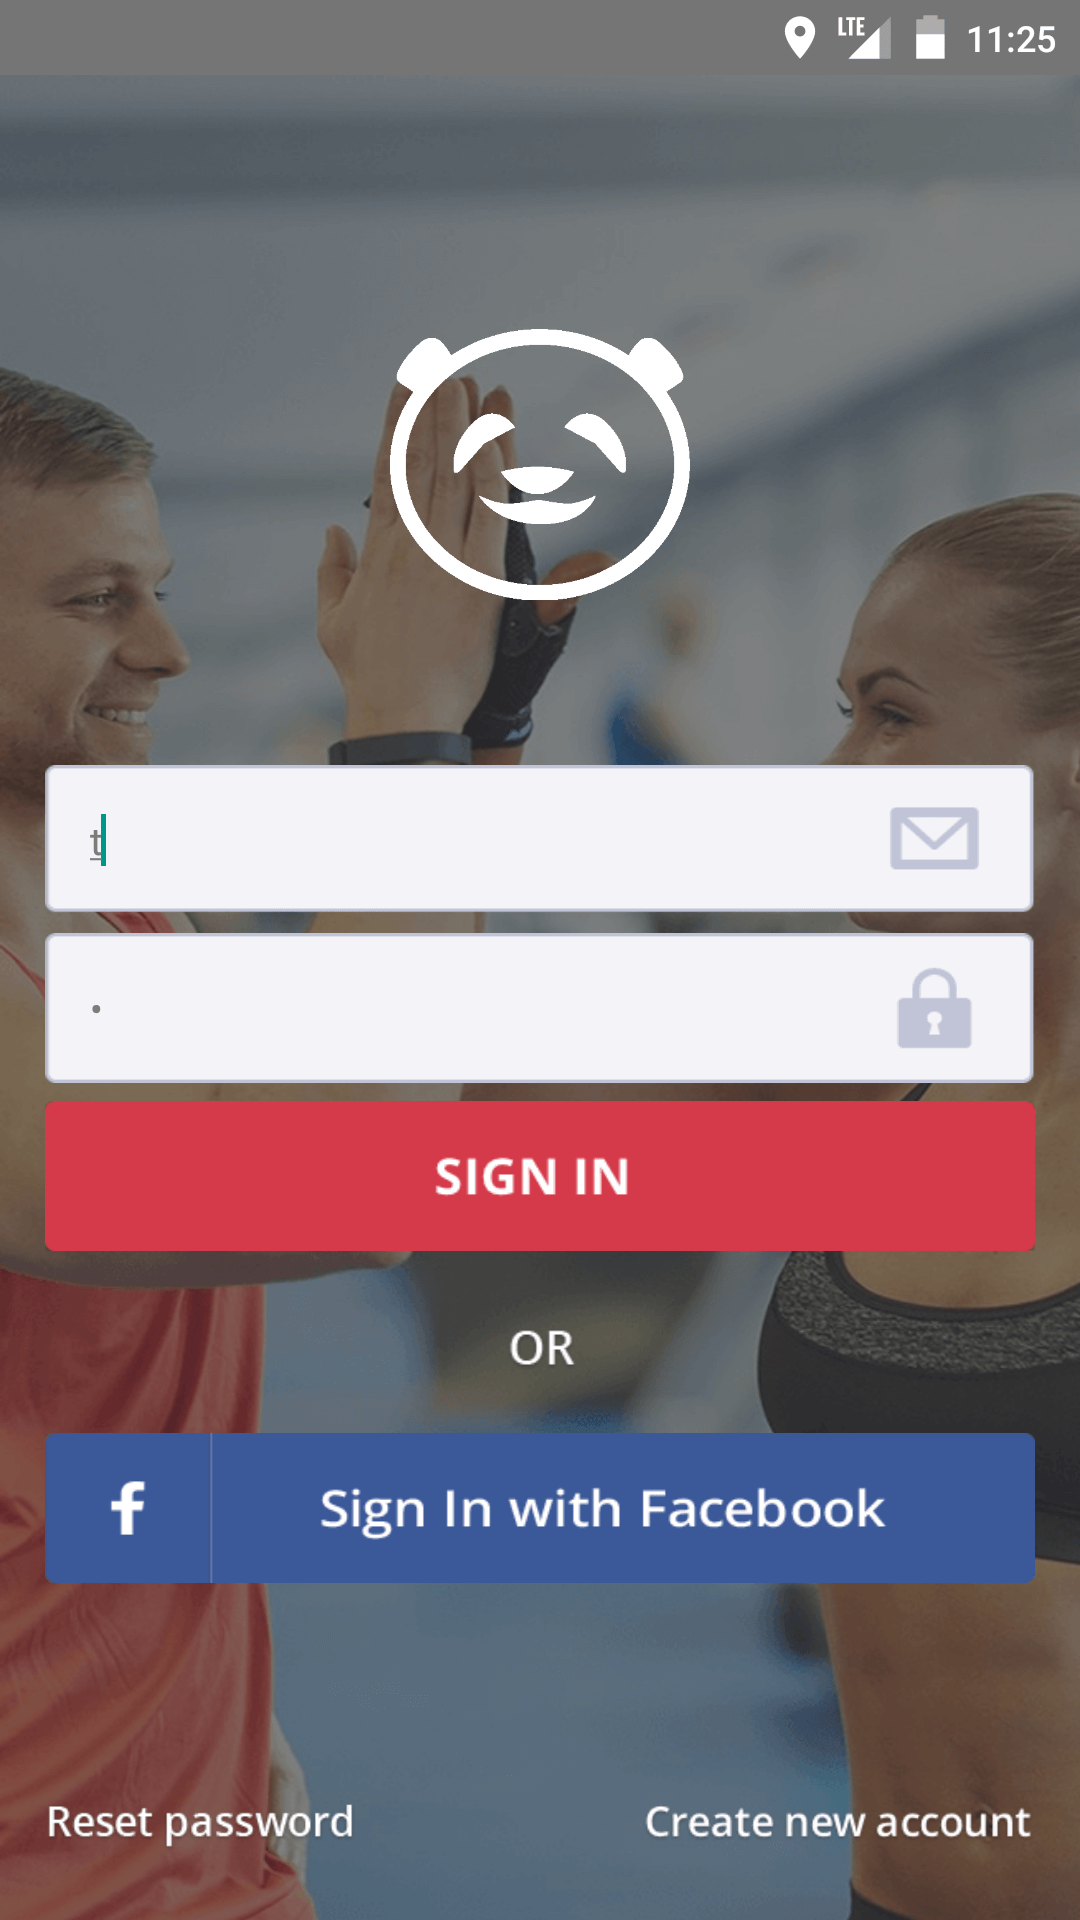 LTE 11:25
t
•
SIGN IN
OR
f Sign In with Facebook
Reset password Create new account